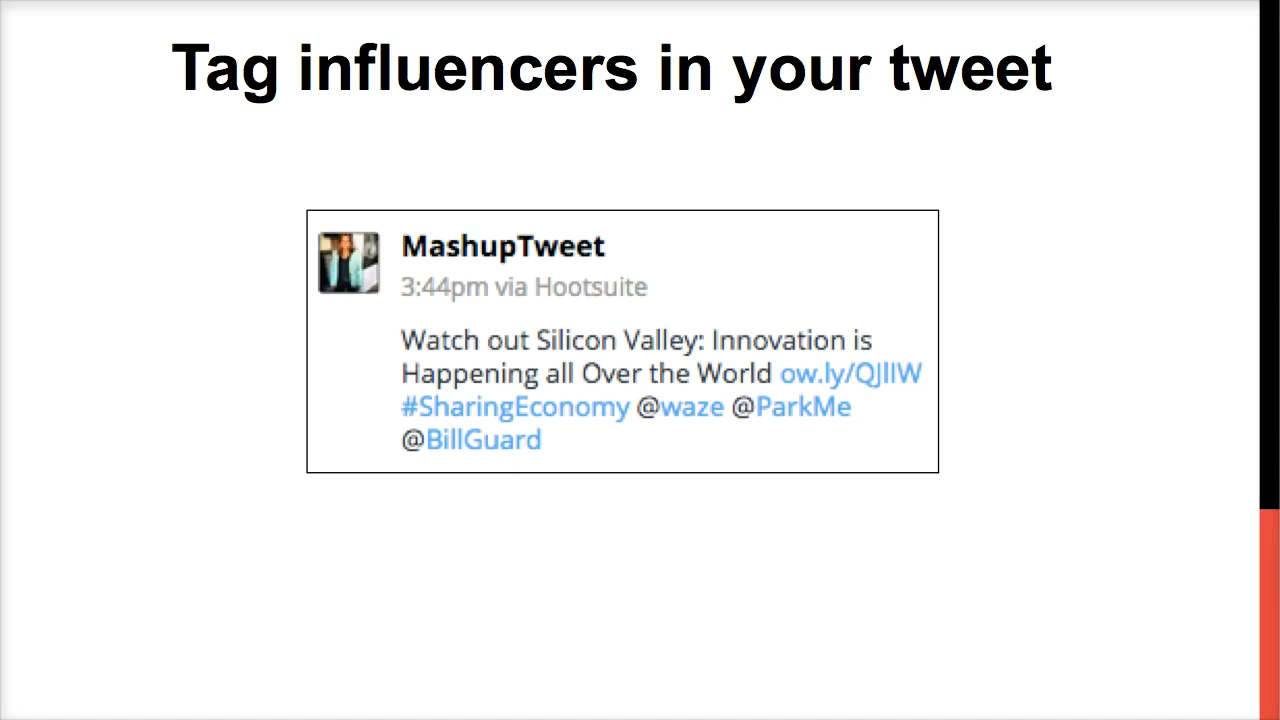 Tag influencers in your tweet
MashupTweet
3:44pm via Hootsuite
Watch out Silicon Valley: Innovation is
Happening all Over the World ow.ly/QJlIW
#SharingEconomy @waze @ParkMe
@BillGuard